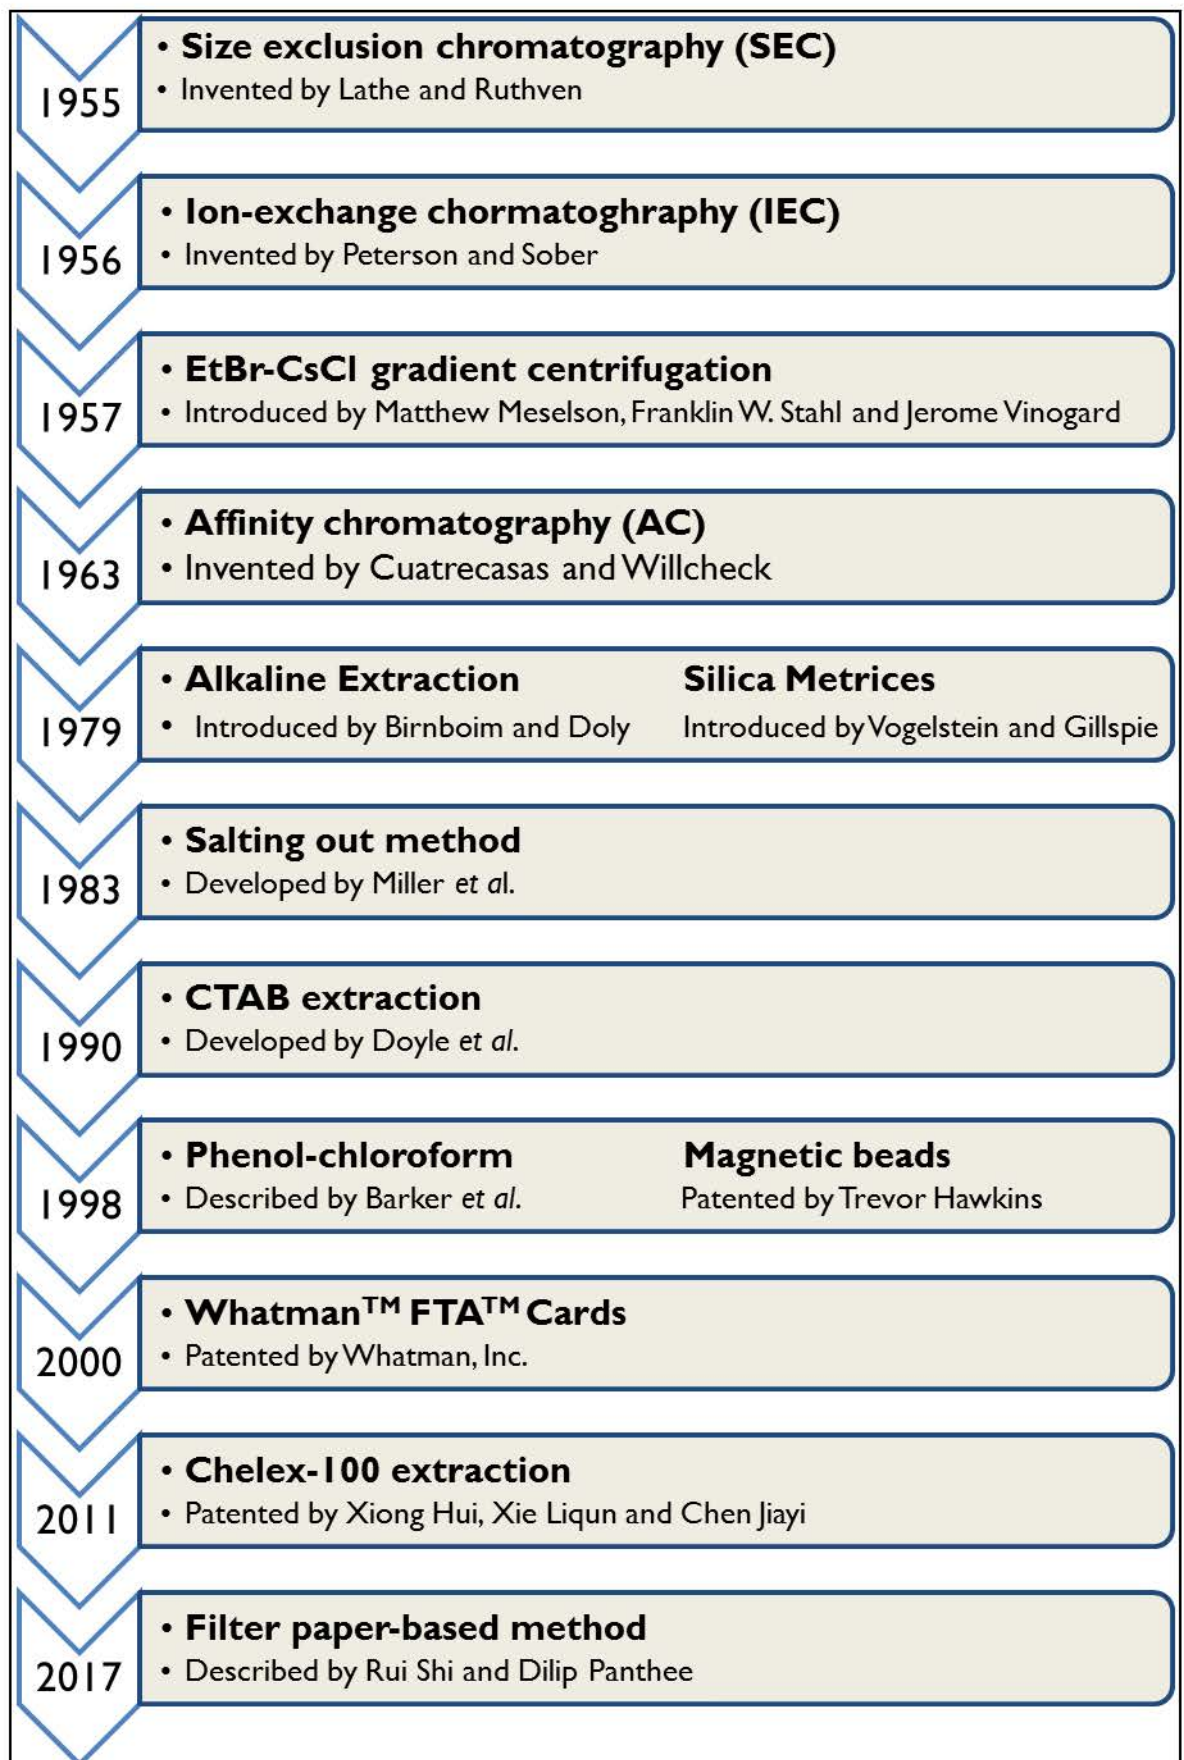 • Size exclusion chromatography (SEC)
1955
• Invented by Lathe and Ruthven
• Ion-exchange chormatoghraphy (IEC)
1956
• Invented by Peterson and Sober
• EtBr-CsCl gradient centrifugation
1957
• Introduced by Matthew Meselson, Franklin W. Stahl and Jerome Vinogard
• Affinity chromatography (AC)
1963
• Invented by Cuatrecasas and Willcheck
• Alkaline Extraction Silica Metrices
1979
• Introduced by Birnboim and Doly Introduced by Vogelstein and Gillspie
• Salting out method
1983
• Developed by Miller et al.
• CTAB extraction
1990
• Developed by Doyle et al.
• Phenol-chloroform Magnetic beads
1998
• Described by Barker et al. Patented by Trevor Hawkins
• Whatman™ FTA™ Cards
2000
• Patented by Whatman, Inc.
• Chelex-100 extraction
2011
• Patented by Xiong Hui, Xie Liqun and Chen Jiayi
• Filter paper-based method
2017
• Described by Rui Shi and Dilip Panthee